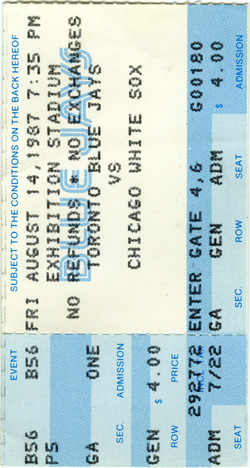 EVENT SUBJECT TO THE CONDITIONS ON THE BACK HEREOF
B56 B56 FRI AUGUST 14,1987 7:35 PM
P5 EXHIBITION STADIUM
NO REFUNDS * NO EXCHANGES
BLUE JAYS
GA ONE TORONTO BLUE JAYS
VS
SEC. ADMISSION
CHICAGO WHITE SOX
GEN $ 4.00
ROW PRICE
292772 ENTER GATE 4,6 G00180
ADM 7/22 GA GEN ADM $ 4.00
SEAT SEC. ROW SEAT ADMISSION